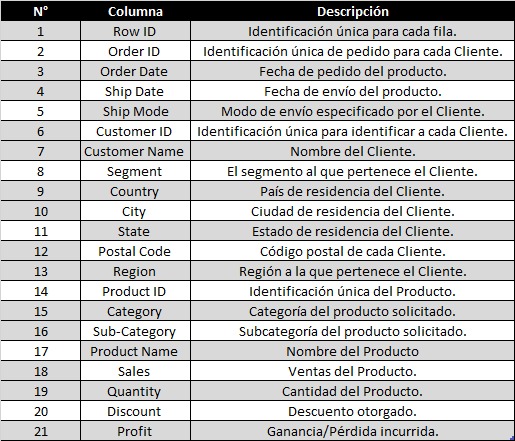 N° Columna Descripción
1 Row ID Identificación única para cada fila.
2 Order ID Identificación única de pedido para cada Cliente.
3 Order Date Fecha de pedido del producto.
4 Ship Date Fecha de envío del producto.
5 Ship Mode Modo de envío especificado por el Cliente.
6 Customer ID Identificación única para identificar a cada Cliente.
7 Customer Name Nombre del Cliente.
8 Segment El segmento al que pertenece el Cliente.
9 Country País de residencia del Cliente.
10 City Ciudad de residencia del Cliente.
11 State Estado de residencia del Cliente.
12 Postal Code Código postal de cada Cliente.
13 Region Región a la que pertenece el Cliente.
14 Product ID Identificación única del Producto.
15 Category Categoría del producto solicitado.
16 Sub-Category Subcategoría del producto solicitado.
17 Product Name Nombre del Producto
18 Sales Ventas del Producto.
19 Quantity Cantidad del Producto.
20 Discount Descuento otorgado.
21 Profit Ganancia/Pérdida incurrida.